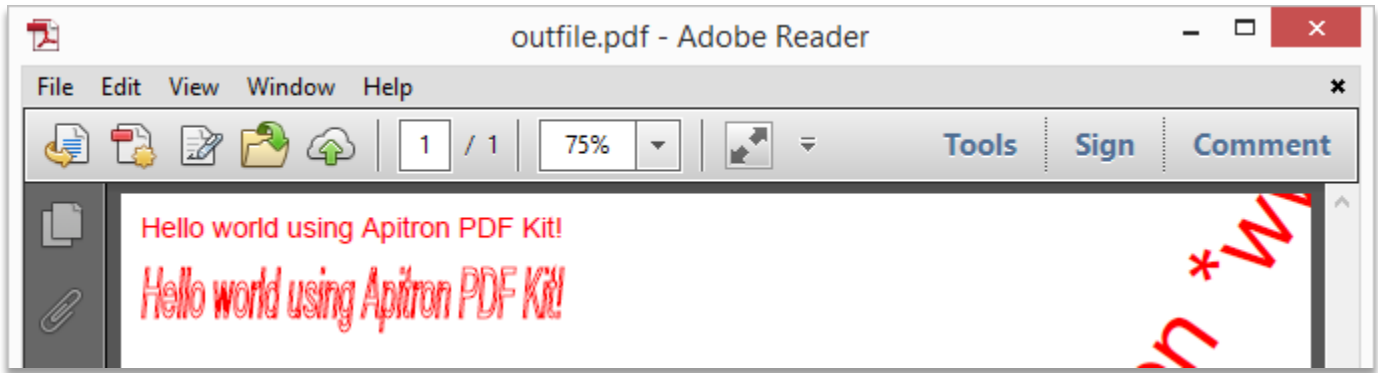 outfile.pdf - Adobe Reader
File Edit View Window Help
1 / 1 75% Tools Sign Comment
Hello world using Apitron PDF Kit!
Hello world using Apitron PDF Kit!